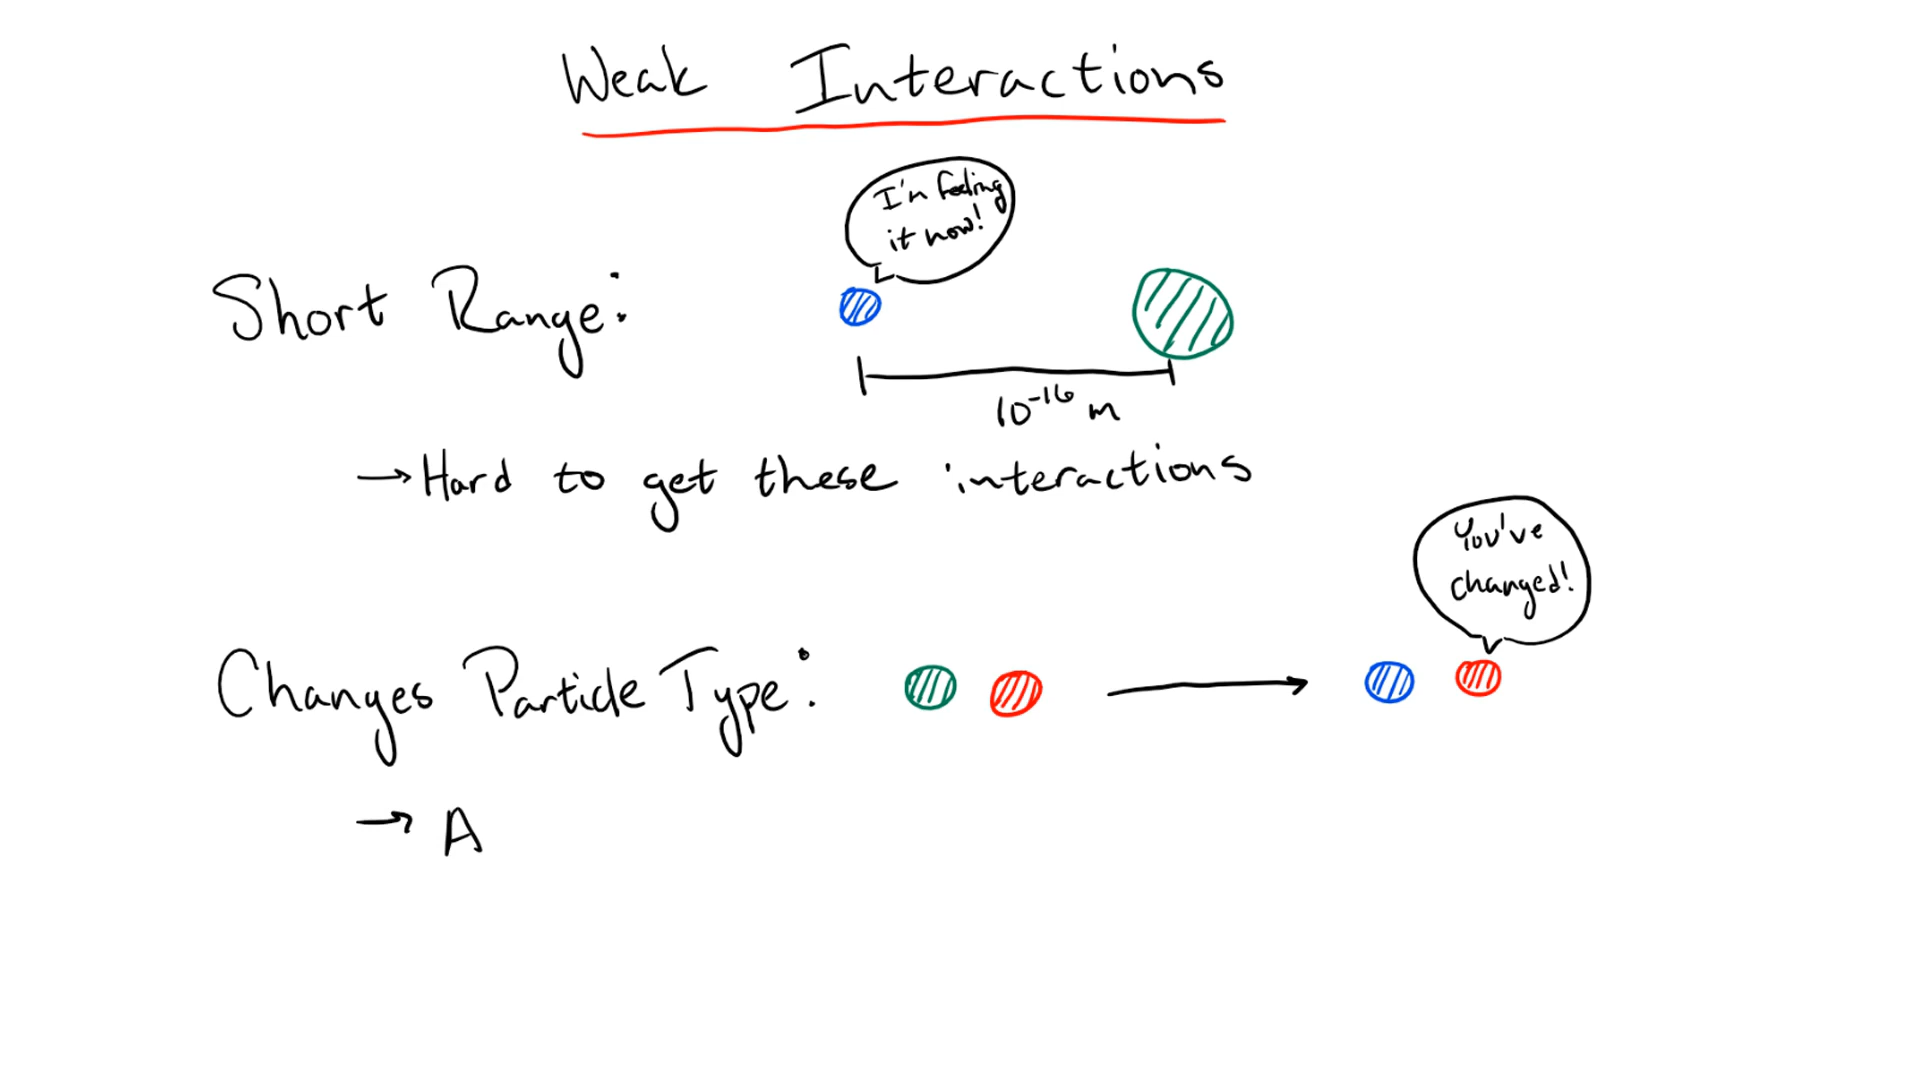 Weak Interactions
I'm feeling
it now!
Short Range:
10⁻¹⁶ m
→ Hard to get these interactions
You've
changed!
Changes Particle Type:
→ A